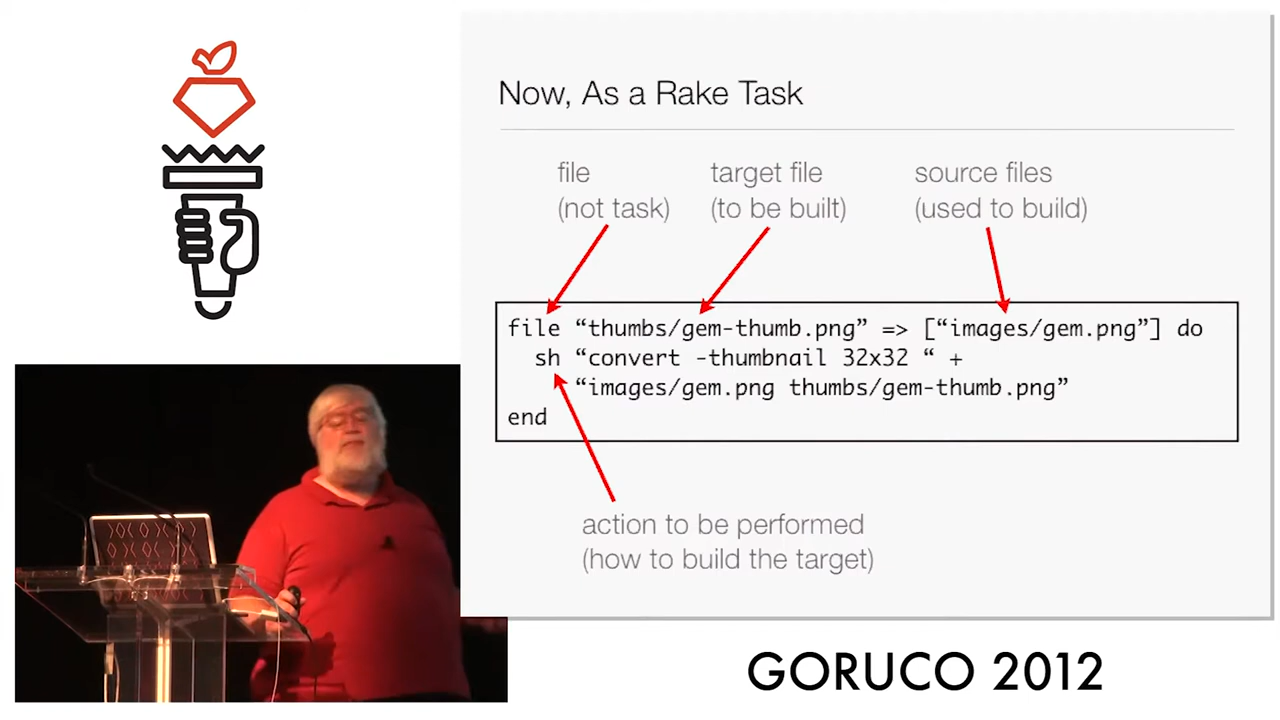 Now, As a Rake Task
file
(not task)
target file
(to be built)
source files
(used to build)
file “thumbs/gem-thumb.png” => [“images/gem.png”] do
sh “convert -thumbnail 32x32 “ +
“images/gem.png thumbs/gem-thumb.png”
end
action to be performed
(how to build the target)
GORUCO 2012